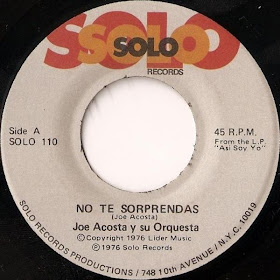 SOLO SOLO
RECORDS
Side A
SOLO 110
45 R.P.M.
From the L.P.
"Asi Soy Yo"
NO TE SORPRENDAS
(Joe Acosta)
Joe Acosta y su Orquesta
©Copyright 1976 Lider Music
℗1976 Solo Records
SOLO RECORDS PRODUCTIONS / 748 10th AVENUE / N.Y.C. 10019